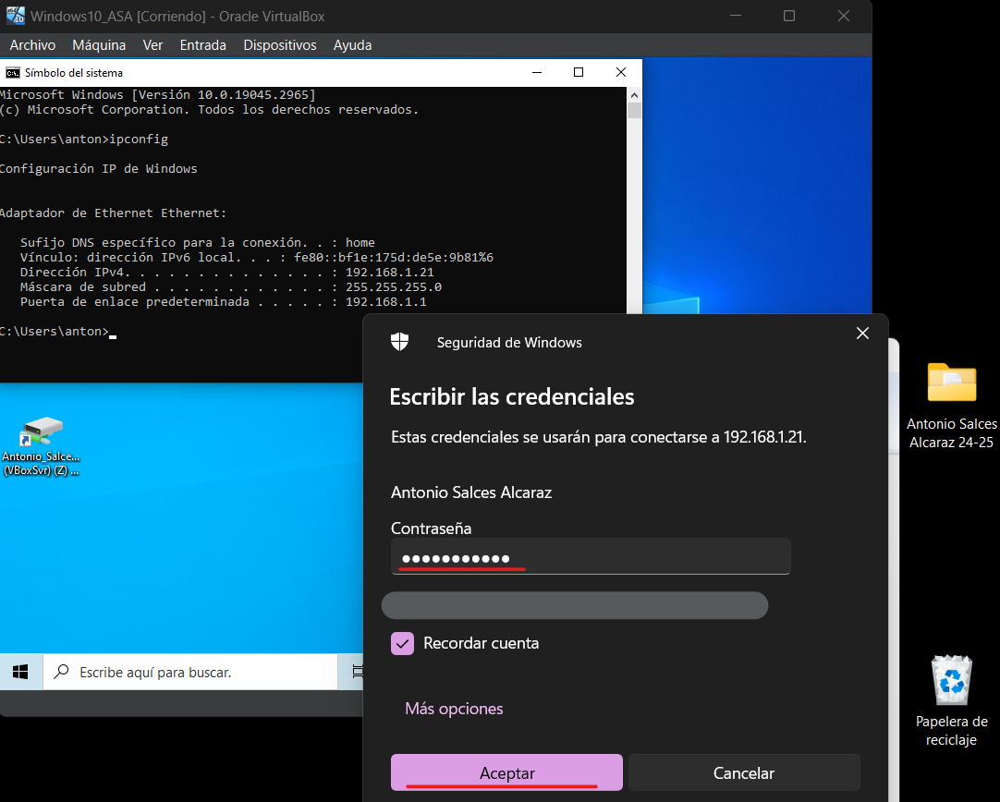 Windows10_ASA [Corriendo] - Oracle VirtualBox
Archivo Máquina Ver Entrada Dispositivos Ayuda
Símbolo del sistema
Microsoft Windows [Versión 10.0.19045.2965]
(c) Microsoft Corporation. Todos los derechos reservados.
C:\Users\anton>ipconfig
Configuración IP de Windows
Adaptador de Ethernet Ethernet:
Sufijo DNS específico para la conexión. . : home
Vínculo: dirección IPv6 local. . . : fe80::bf1e:175d:de5e:9b81%6
Dirección IPv4. . . . . . . . . . . . . . : 192.168.1.21
Máscara de subred . . . . . . . . . . . . : 255.255.255.0
Puerta de enlace predeterminada . . . . . : 192.168.1.1
C:\Users\anton>
Antonio_Salce...
(VBoxSvr) (Z) ...
Escribe aquí para buscar.
Seguridad de Windows
Escribir las credenciales
Estas credenciales se usarán para conectarse a 192.168.1.21.
Antonio Salces Alcaraz
Contraseña
●●●●●●●●●●●
Recordar cuenta
Más opciones
Aceptar Cancelar
Antonio Salces
Alcaraz 24-25
Papelera de
reciclaje